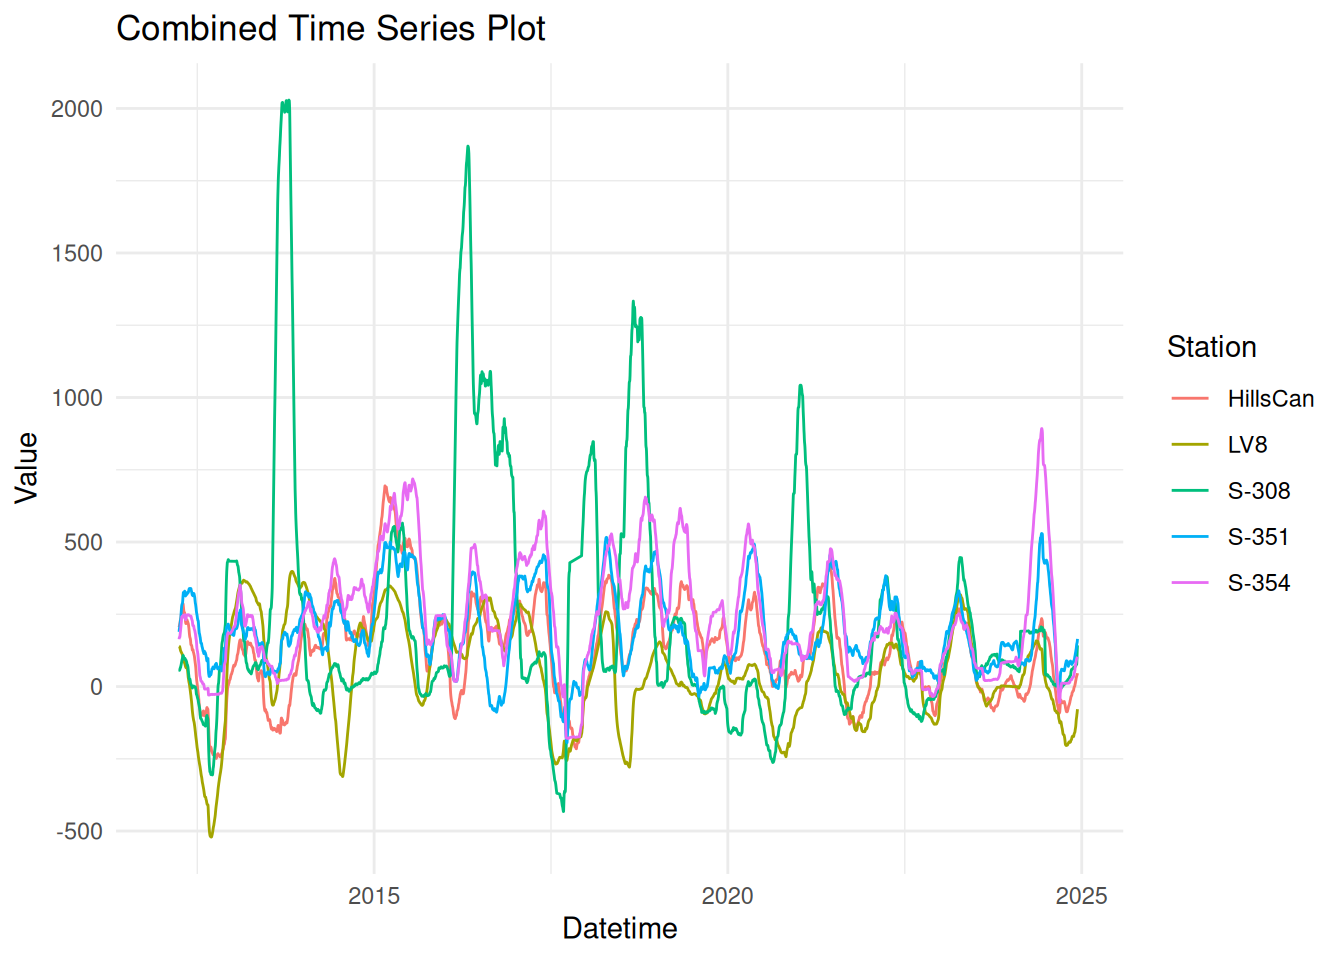 Combined Time Series Plot
Value
2000
1500
1000
500
0
-500
2015
2020
2025
Datetime
Station
HillsCan
LV8
S-308
S-351
S-354